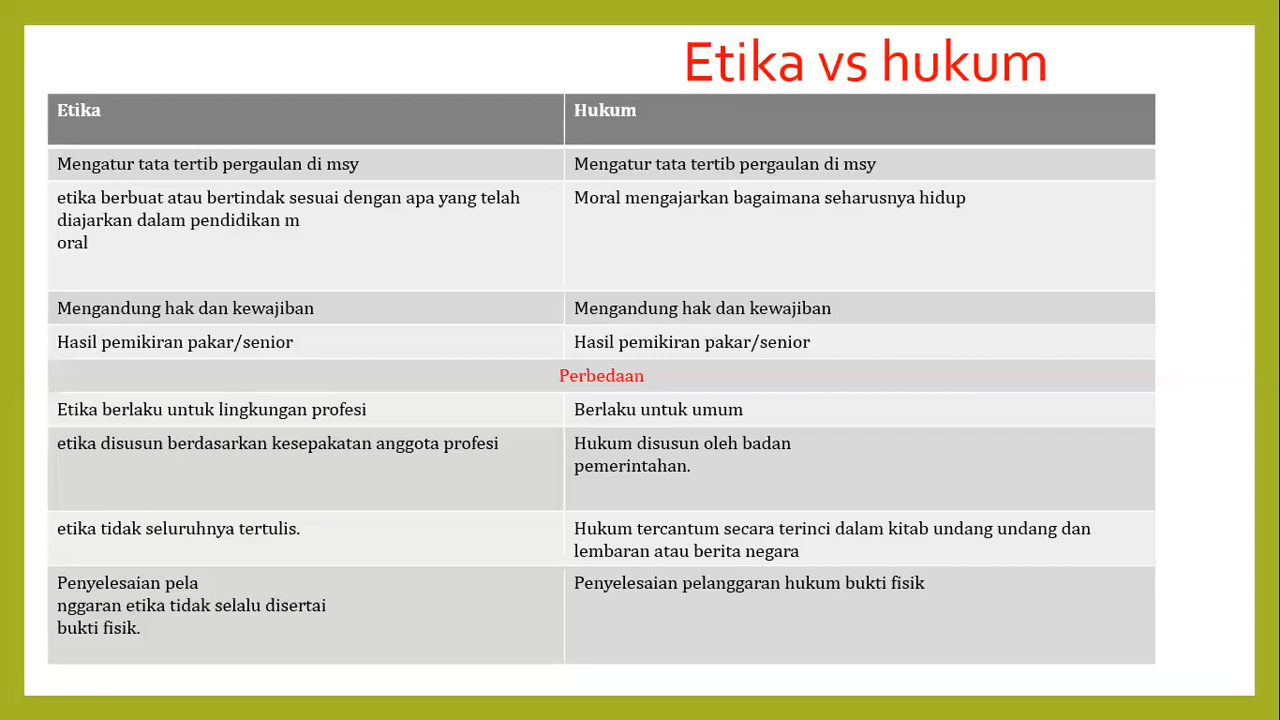 Etika vs hukum
Etika
Hukum
Mengatur tata tertib pergaulan di msy
Mengatur tata tertib pergaulan di msy
etika berbuat atau bertindak sesuai dengan apa yang telah
diajarkan dalam pendidikan m
oral
Moral mengajarkan bagaimana seharusnya hidup
Mengandung hak dan kewajiban
Mengandung hak dan kewajiban
Hasil pemikiran pakar/senior
Hasil pemikiran pakar/senior
Perbedaan
Etika berlaku untuk lingkungan profesi
Berlaku untuk umum
etika disusun berdasarkan kesepakatan anggota profesi
Hukum disusun oleh badan
pemerintahan.
etika tidak seluruhnya tertulis.
Hukum tercantum secara terinci dalam kitab undang undang dan
lembaran atau berita negara
Penyelesaian pela
nggaran etika tidak selalu disertai
bukti fisik.
Penyelesaian pelanggaran hukum bukti fisik